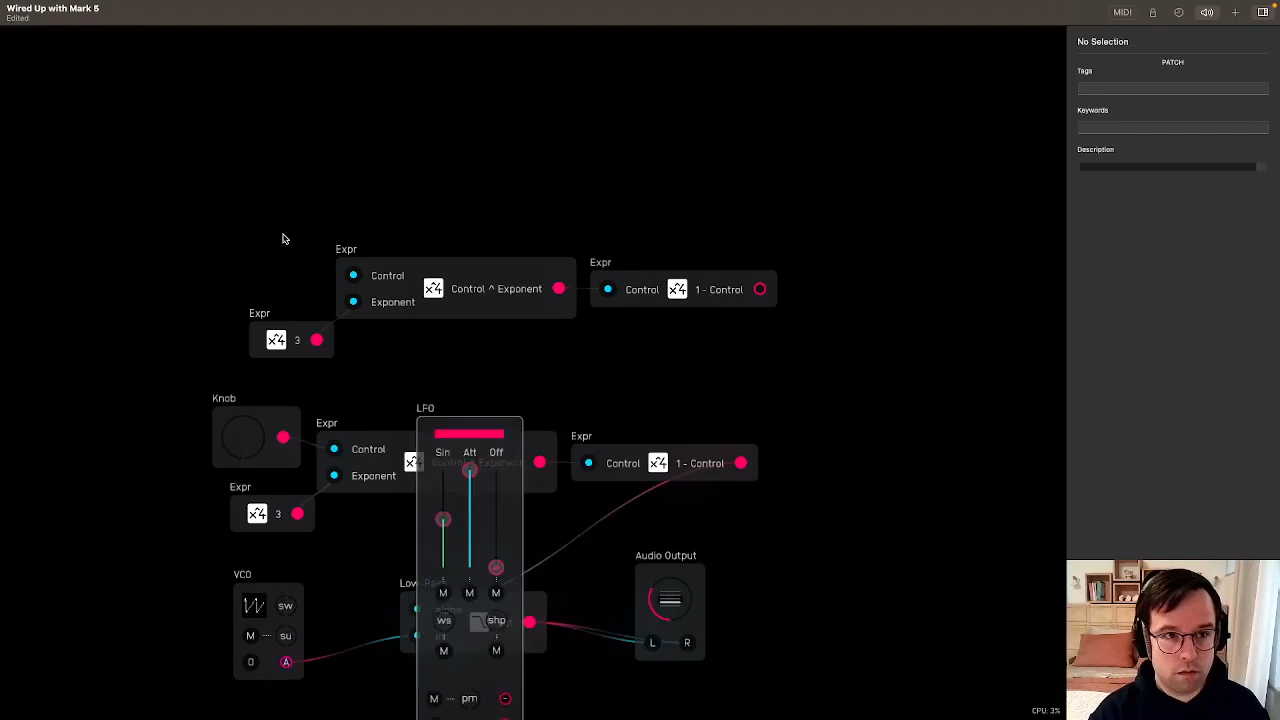 Wired Up with Mark 5
Edited
MIDI
No Selection
PATCH
Tags
Keywords
Description
Expr
Control
Exponent
Control ^ Exponent
Expr
Control
1 - Control
Expr
3
Knob
Expr
Control
Exponent
Control ^ Exponent
LFO
Sin
Att
Off
Expr
Control
1 - Control
Expr
3
M
M
M
ws
shp
M
M
M
pm
VCO
sw
M
su
O
A
Audio Output
L
R
CPU: 3%